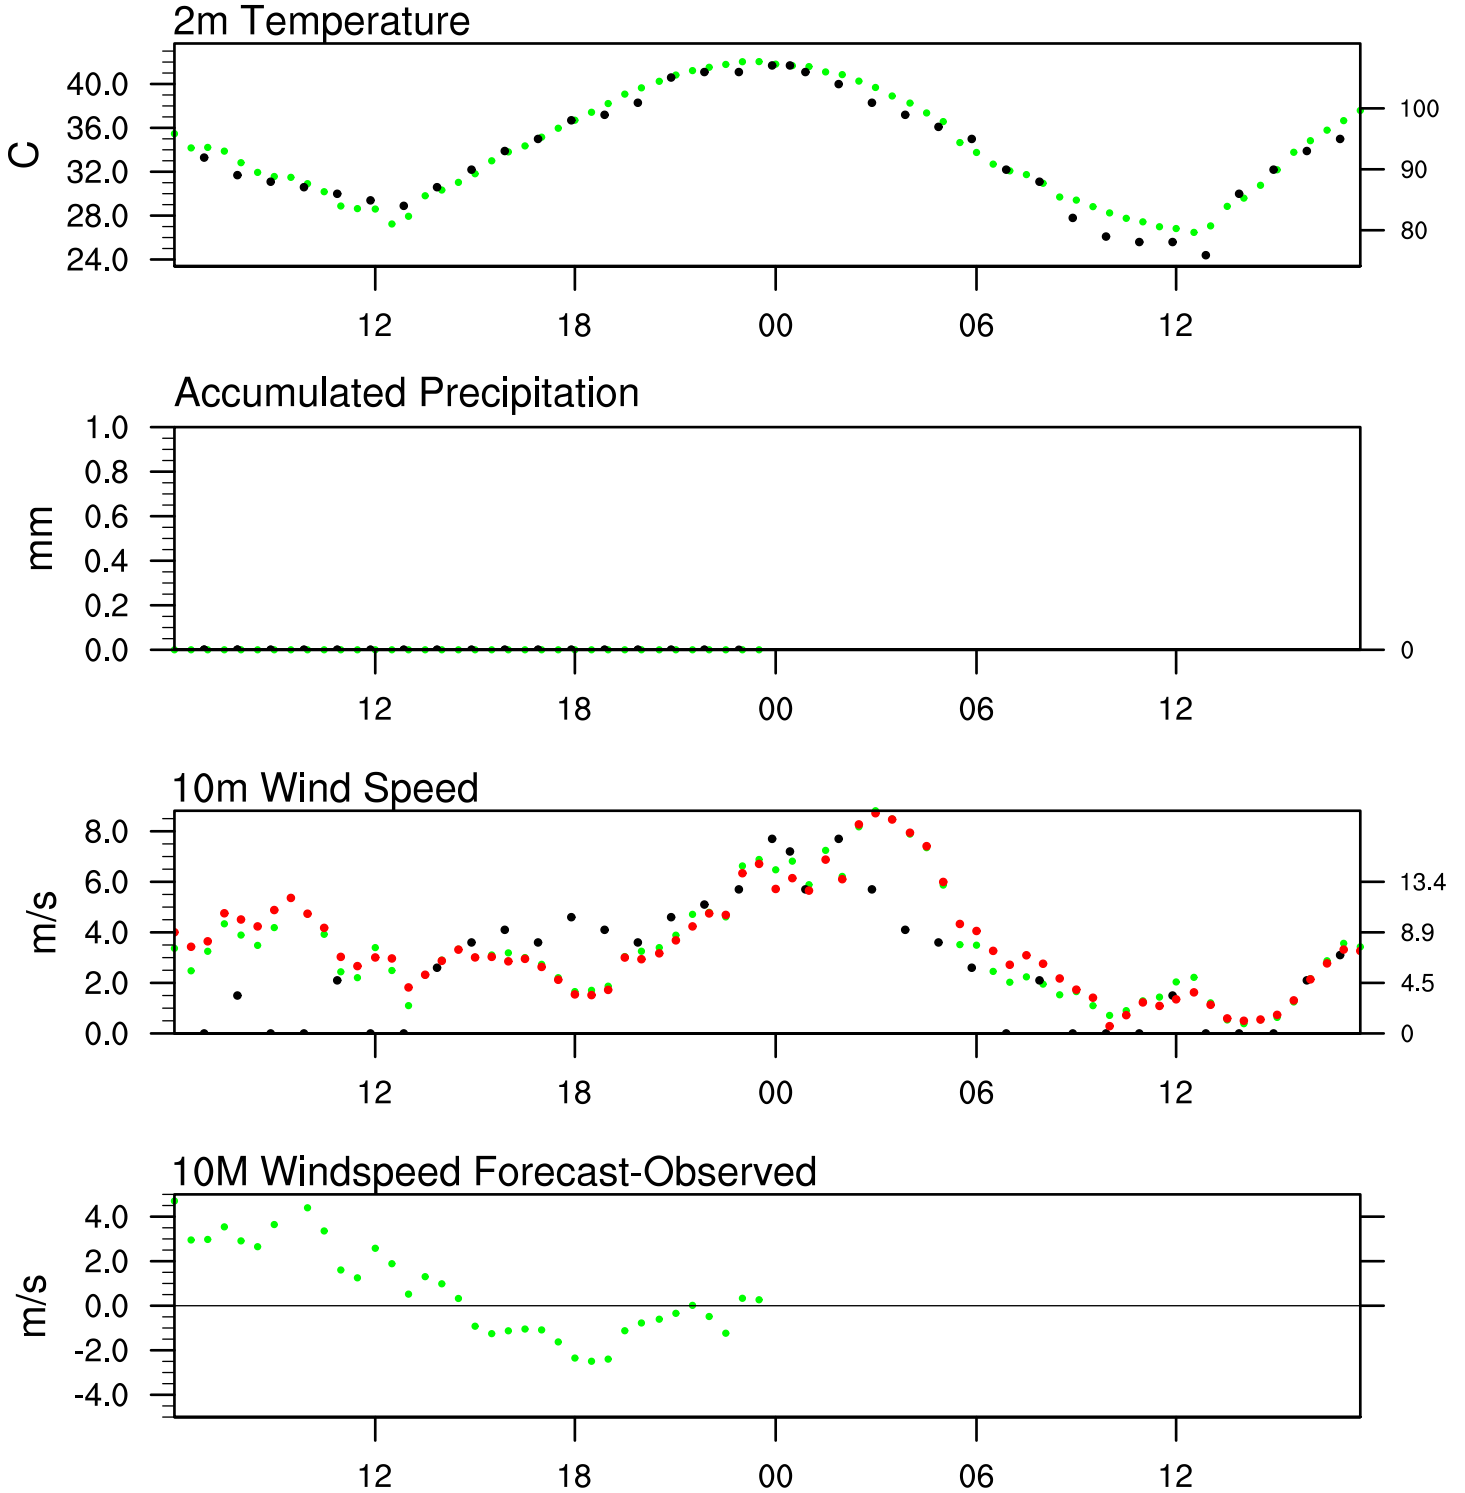 2m Temperature
40.0
36.0
32.0
28.0
24.0
C
100
90
80
12 18 00 06 12
Accumulated Precipitation
1.0
0.8
0.6
0.4
0.2
0.0
mm
0
12 18 00 06 12
10m Wind Speed
8.0
6.0
4.0
2.0
0.0
m/s
13.4
8.9
4.5
0
12 18 00 06 12
10M Windspeed Forecast-Observed
4.0
2.0
0.0
-2.0
-4.0
m/s
12 18 00 06 12